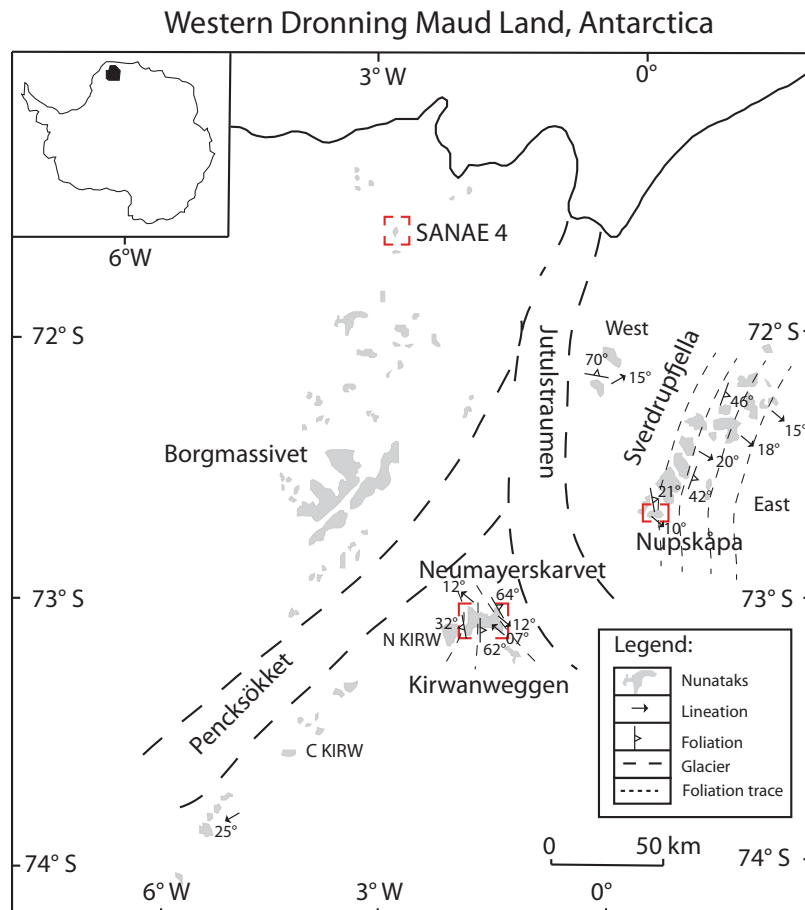 Western Dronning Maud Land, Antarctica
3° W
0°
6°W
SANAE 4
72° S
72° S
West
70°
15°
Jutulstraumen
Sverdrupfjella
46°
15°
18°
20°
Borgmassivet
21°
42°
East
10°
Nupskåpa
Neumayerskarvet
73° S
73° S
12°
64°
32°
12°
N KIRW
07°
62°
Kirwanweggen
Pencksökket
C KIRW
25°
Legend:
Nunataks
Lineation
Foliation
Glacier
Foliation trace
0 50 km
74° S
74° S
6° W
3° W
0°